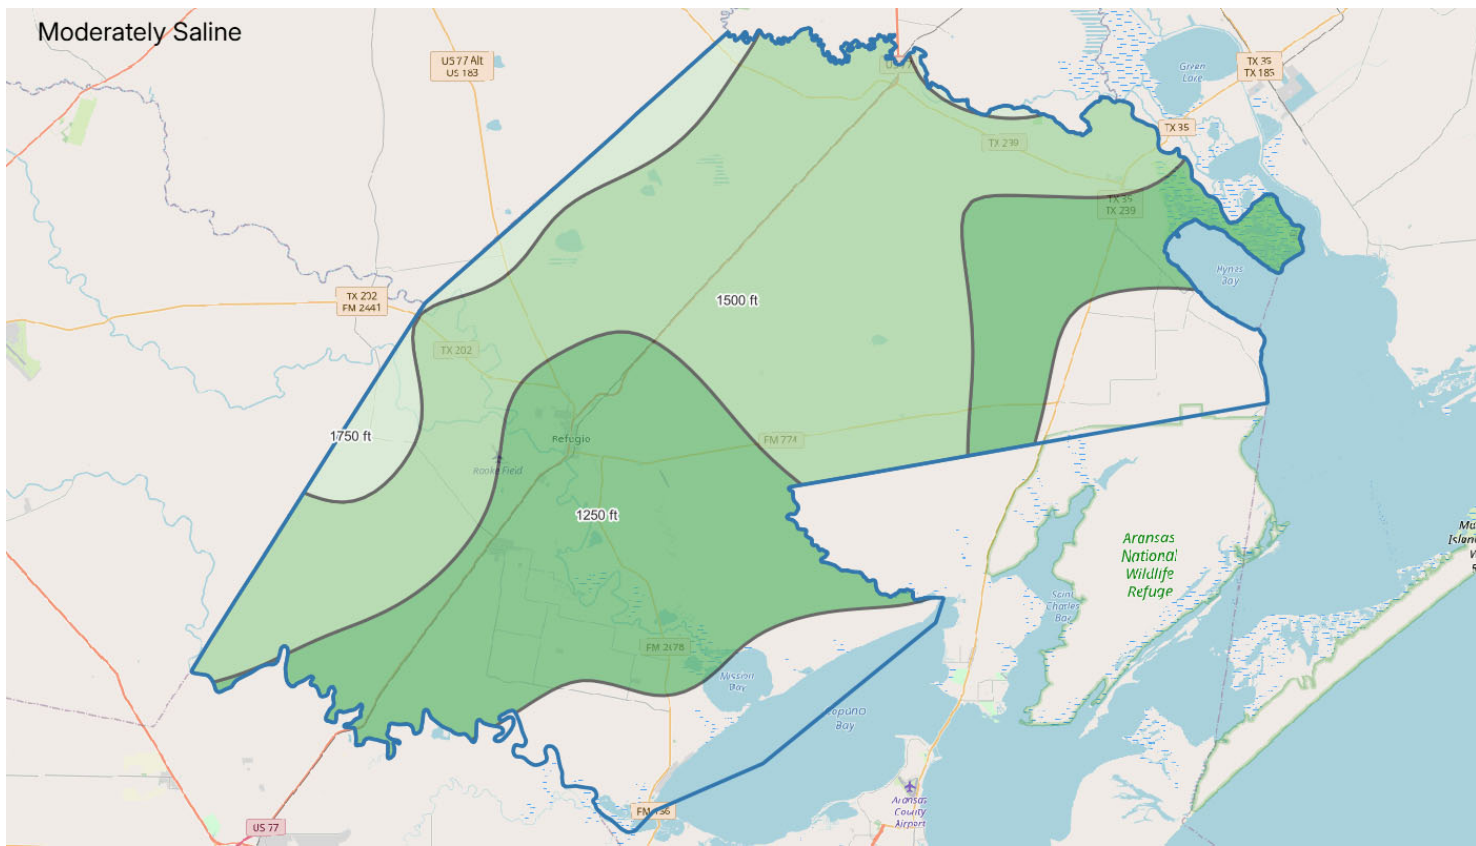 Moderately Saline
US 77 Alt
US 183
Green
Lake
TX 35
TX 185
TX 35
TX 239
TX 35
TX 239
Hynes
Bay
1500 ft
TX 202
FM 2441
TX 202
1750 ft
Refugio
FM 774
Rooke Field
1250 ft
Aransas
National
Wildlife
Refuge
Saint
Charles
Bay
FM 2678
Mission
Bay
Copano
Bay
Aransas
County
Airport
FM 136
US 77